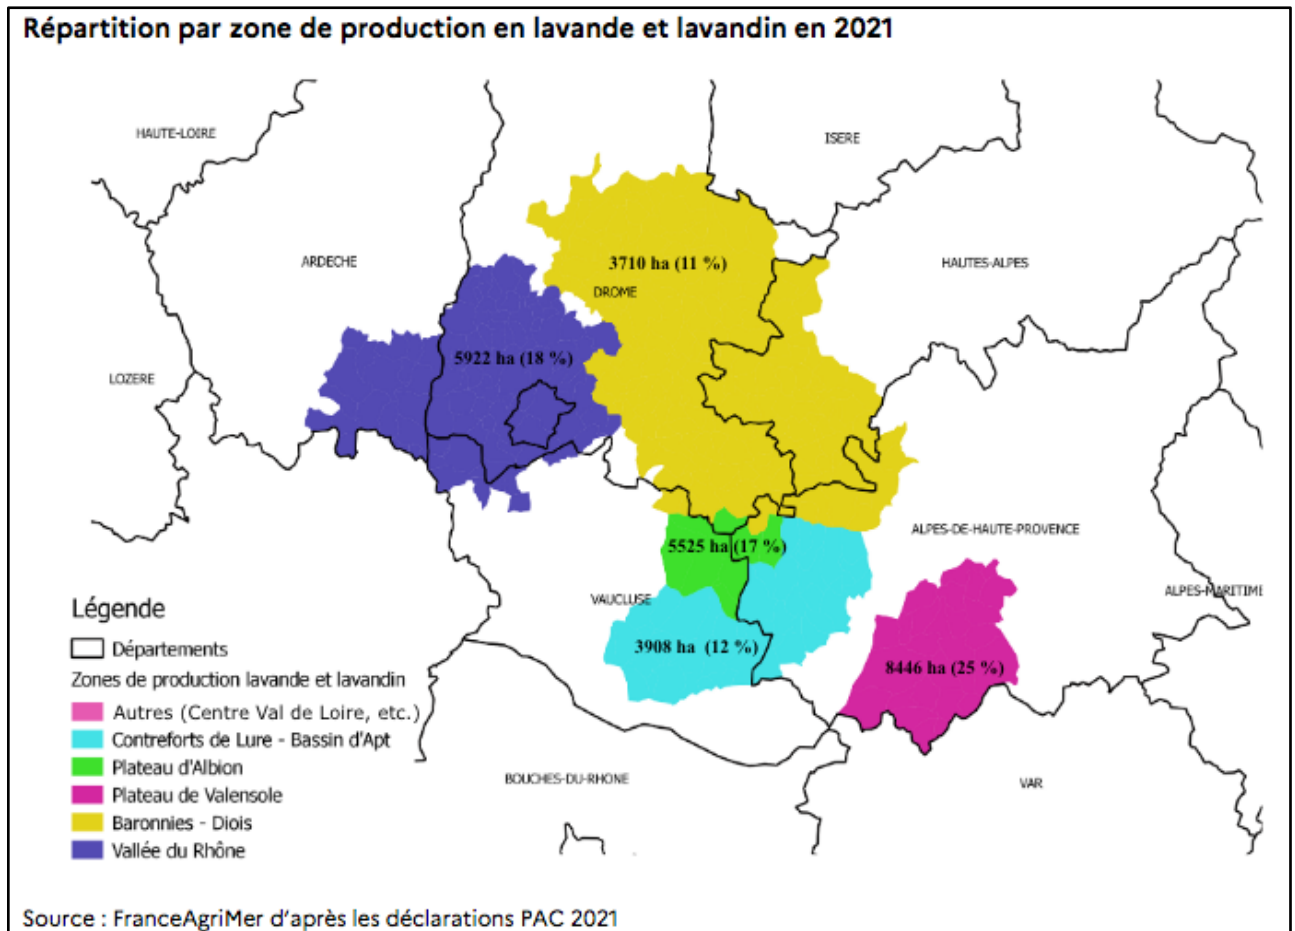 Répartition par zone de production en lavande et lavandin en 2021
HAUTE-LOIRE
ISERE
ARDECHE
3710 ha (11 %)
HAUTES-ALPES
DROME
5922 ha (18 %)
LOZERE
ALPES-DE-HAUTE-PROVENCE
5525 ha (17 %)
VAUCLUSE
ALPES-MARITIME
3908 ha (12 %)
8446 ha (25 %)
BOUCHES-DU-RHONE
VAR
Légende
Départements
Zones de production lavande et lavandin
Autres (Centre Val de Loire, etc.)
Contreforts de Lure - Bassin d'Apt
Plateau d'Albion
Plateau de Valensole
Baronnies - Diois
Vallée du Rhône
Source : FranceAgriMer d'après les déclarations PAC 2021